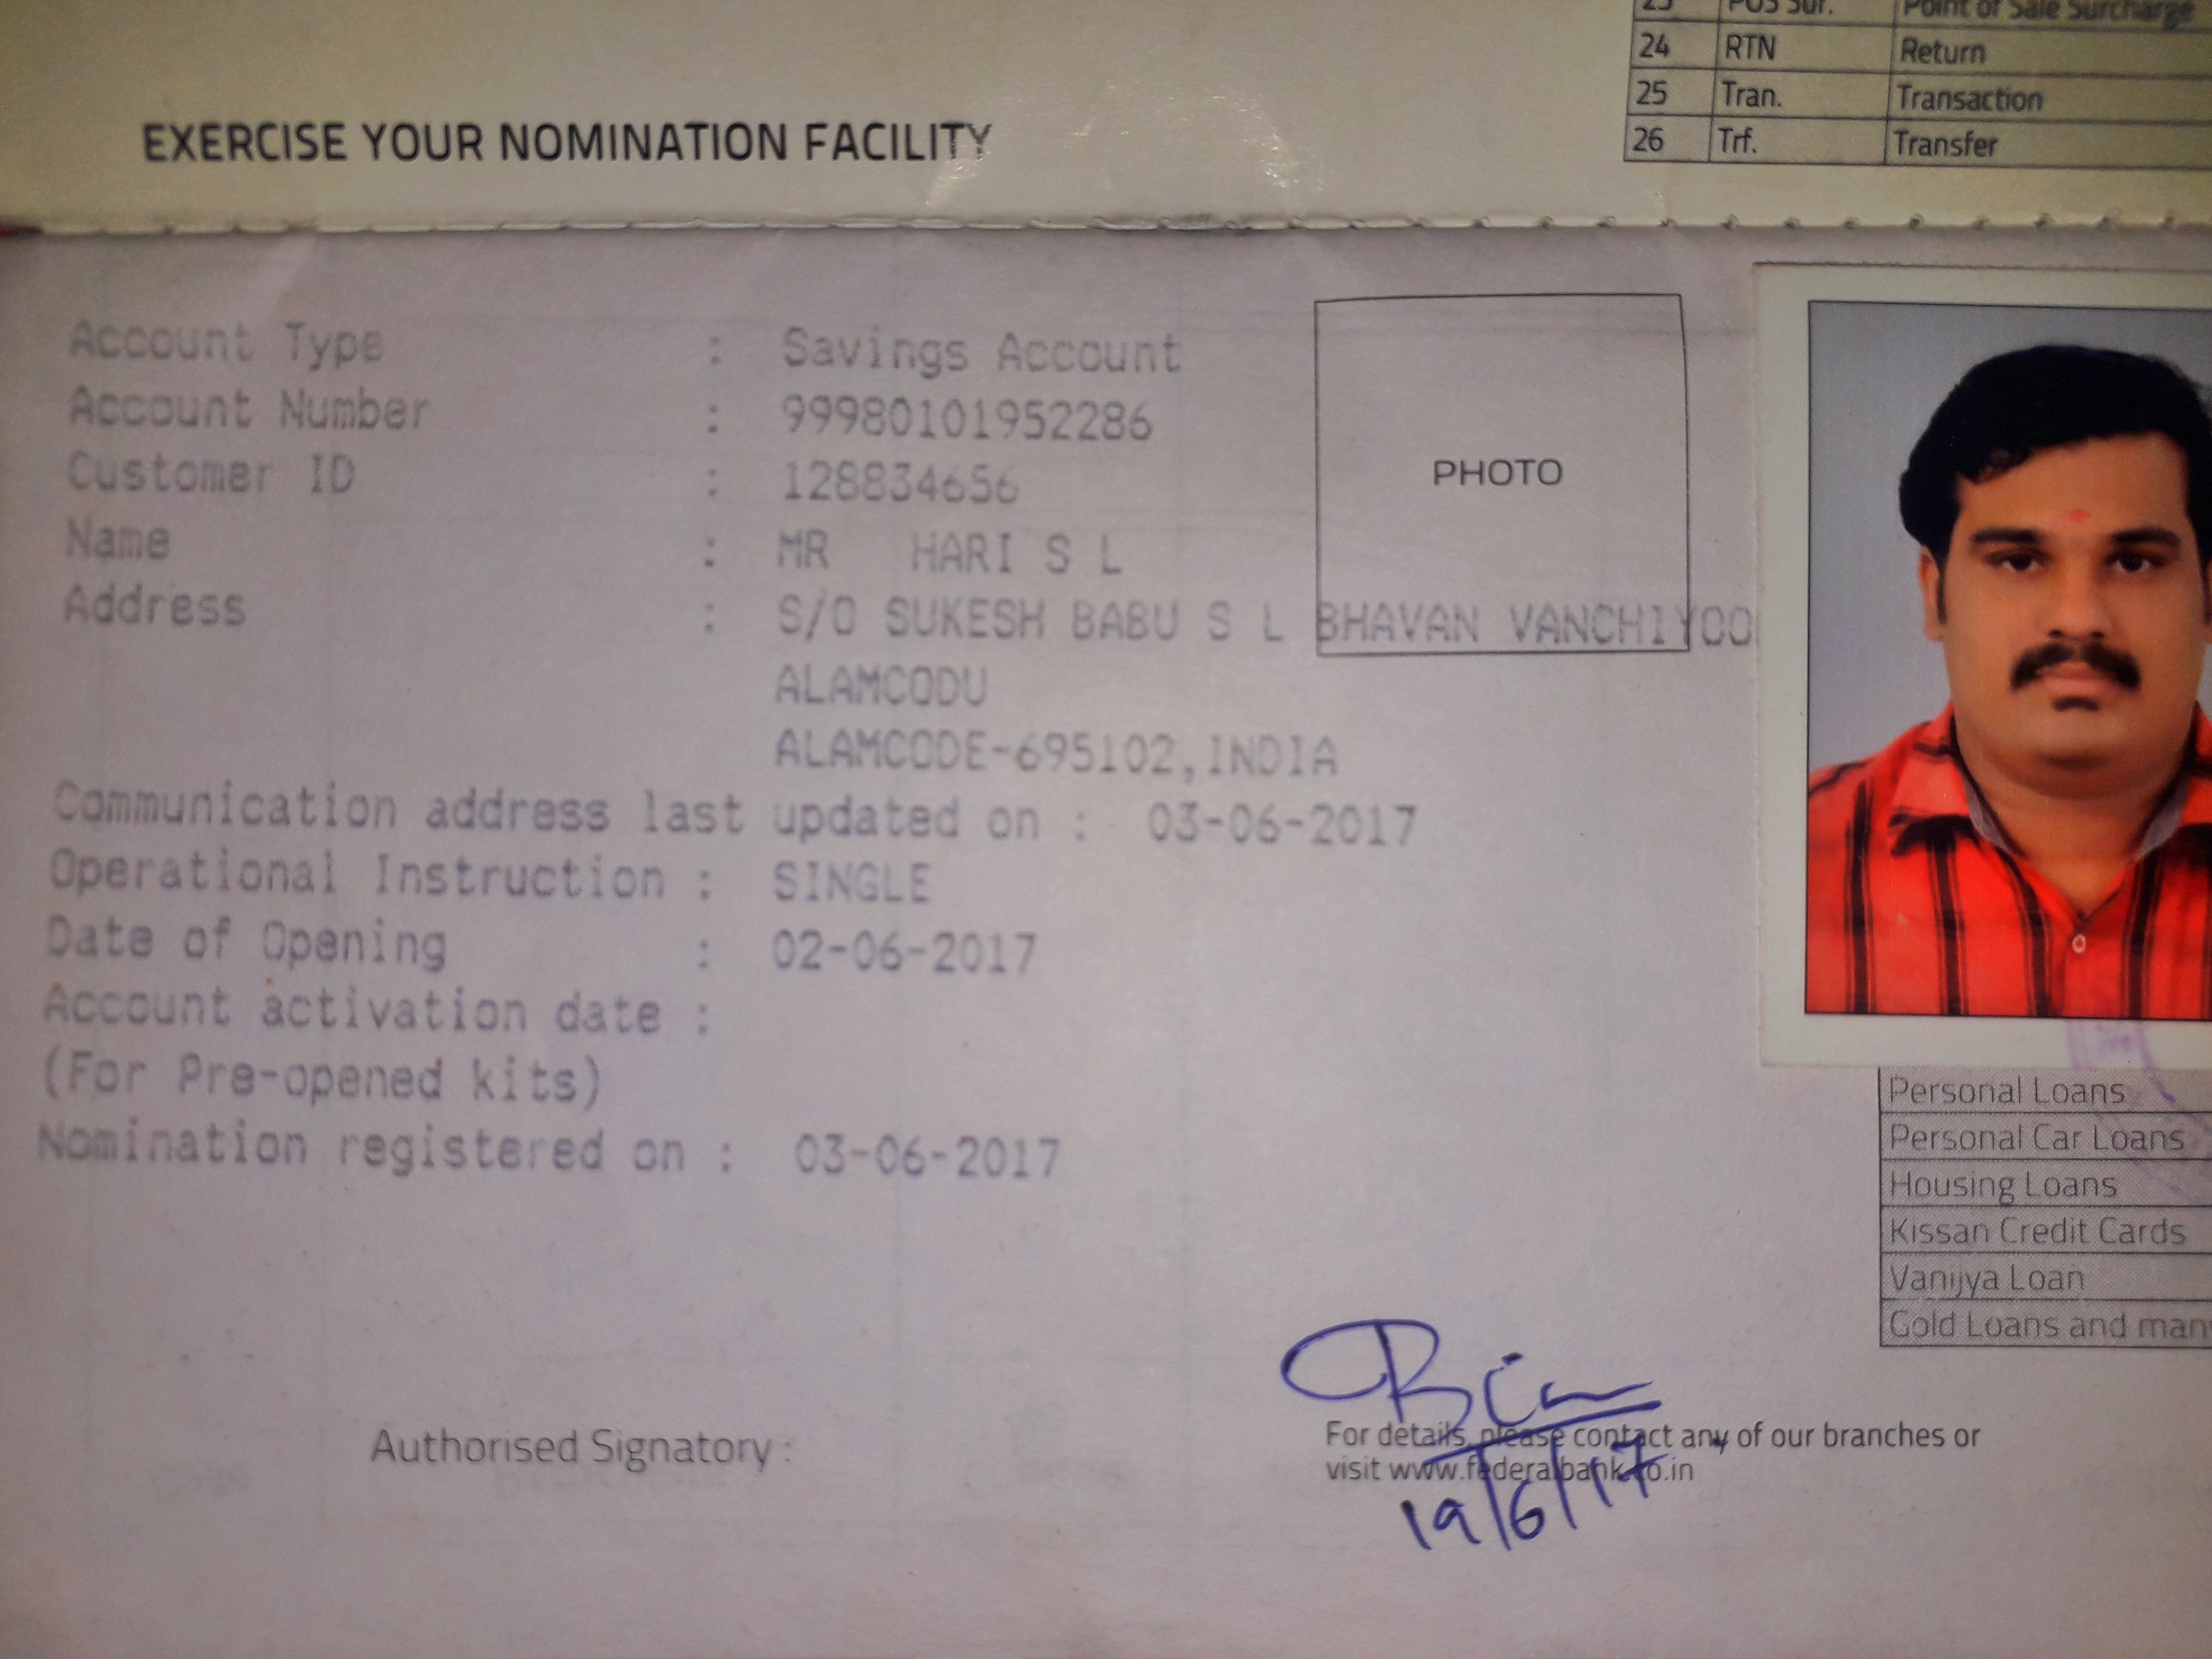 POS Sur. Point of Sale Surcharge
24 RTN Return
25 Tran. Transaction
26 Trf. Transfer
EXERCISE YOUR NOMINATION FACILITY
PHOTO
Account Type : Savings Account
Account Number : 99980101952286
Customer ID : 128834656
Name : MR HARI S L
Address : S/O SUKESH BABU S L BHAVAN VANCHIYOO
ALAMCODU
ALAMCODE-695102,INDIA
Communication address last updated on : 03-06-2017
Operational Instruction : SINGLE
Date of Opening : 02-06-2017
Account activation date :
(For Pre-opened kits)
Nomination registered on : 03-06-2017
Personal Loans
Personal Car Loans
Housing Loans
Kissan Credit Cards
Vanijya Loan
Gold Loans and man
Authorised Signatory :
For details, please contact any of our branches or
visit www.federalbank.co.in
19/6/17